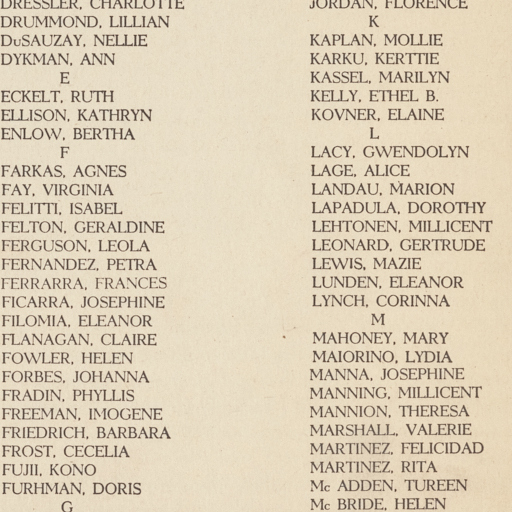 DRESSLER, CHARLOTTE
DRUMMOND, LILLIAN
DuSAUZAY, NELLIE
DYKMAN, ANN
E
ECKELT, RUTH
ELLISON, KATHRYN
ENLOW, BERTHA
F
FARKAS, AGNES
FAY, VIRGINIA
FELITTI, ISABEL
FELTON, GERALDINE
FERGUSON, LEOLA
FERNANDEZ, PETRA
FERRARRA, FRANCES
FICARRA, JOSEPHINE
FILOMIA, ELEANOR
FLANAGAN, CLAIRE
FOWLER, HELEN
FORBES, JOHANNA
FRADIN, PHYLLIS
FREEMAN, IMOGENE
FRIEDRICH, BARBARA
FROST, CECELIA
FUJII, KONO
FURHMAN, DORIS
G
JORDAN, FLORENCE
K
KAPLAN, MOLLIE
KARKU, KERTTIE
KASSEL, MARILYN
KELLY, ETHEL B.
KOVNER, ELAINE
L
LACY, GWENDOLYN
LAGE, ALICE
LANDAU, MARION
LAPADULA, DOROTHY
LEHTONEN, MILLICENT
LEONARD, GERTRUDE
LEWIS, MAZIE
LUNDEN, ELEANOR
LYNCH, CORINNA
M
MAHONEY, MARY
MAIORINO, LYDIA
MANNA, JOSEPHINE
MANNING, MILLICENT
MANNION, THERESA
MARSHALL, VALERIE
MARTINEZ, FELICIDAD
MARTINEZ, RITA
Mc ADDEN, TUREEN
Mc BRIDE, HELEN